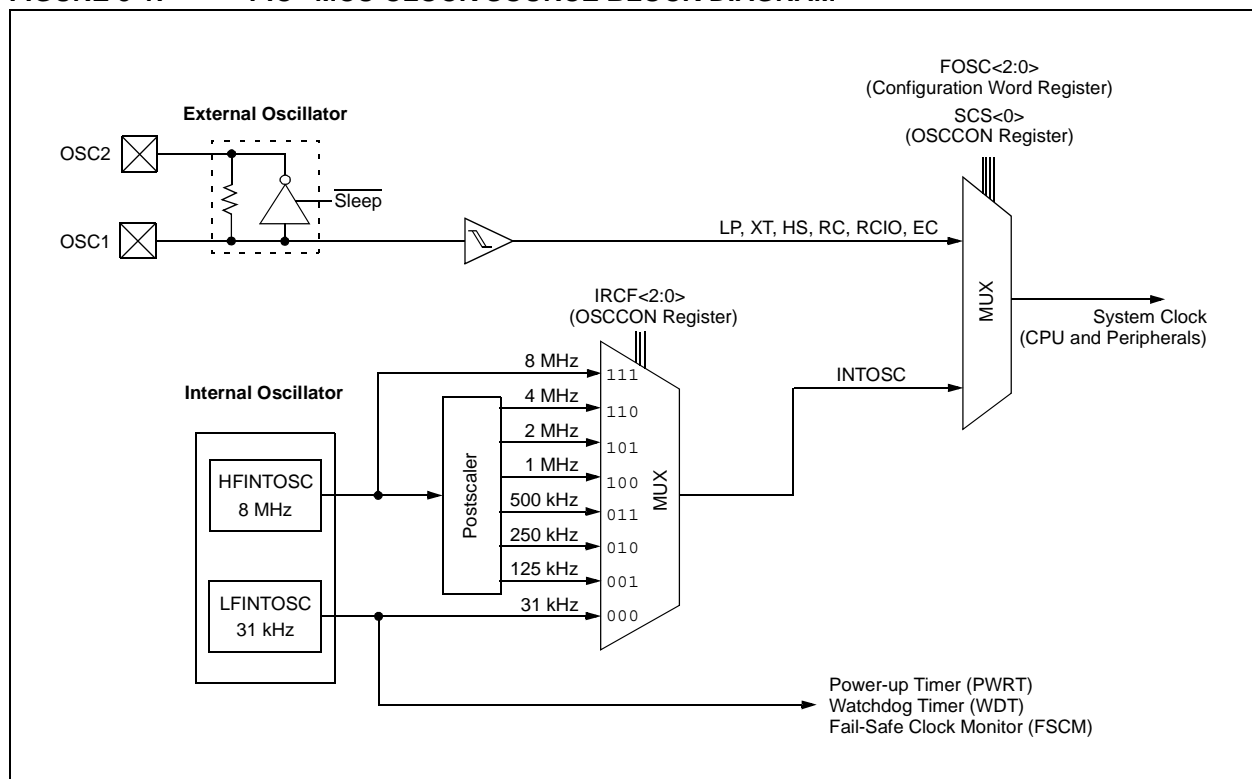 FOSC<2:0>
(Configuration Word Register)
SCS<0>
(OSCCON Register)
External Oscillator
OSC2
Sleep
OSC1
LP, XT, HS, RC, RCIO, EC
IRCF<2:0>
(OSCCON Register)
MUX
System Clock
(CPU and Peripherals)
8 MHz
111
INTOSC
Internal Oscillator
4 MHz
110
2 MHz
101
HFINTOSC
8 MHz
Postscaler
1 MHz
100
MUX
500 kHz
011
250 kHz
010
125 kHz
001
LFINTOSC
31 kHz
31 kHz
000
Power-up Timer (PWRT)
Watchdog Timer (WDT)
Fail-Safe Clock Monitor (FSCM)